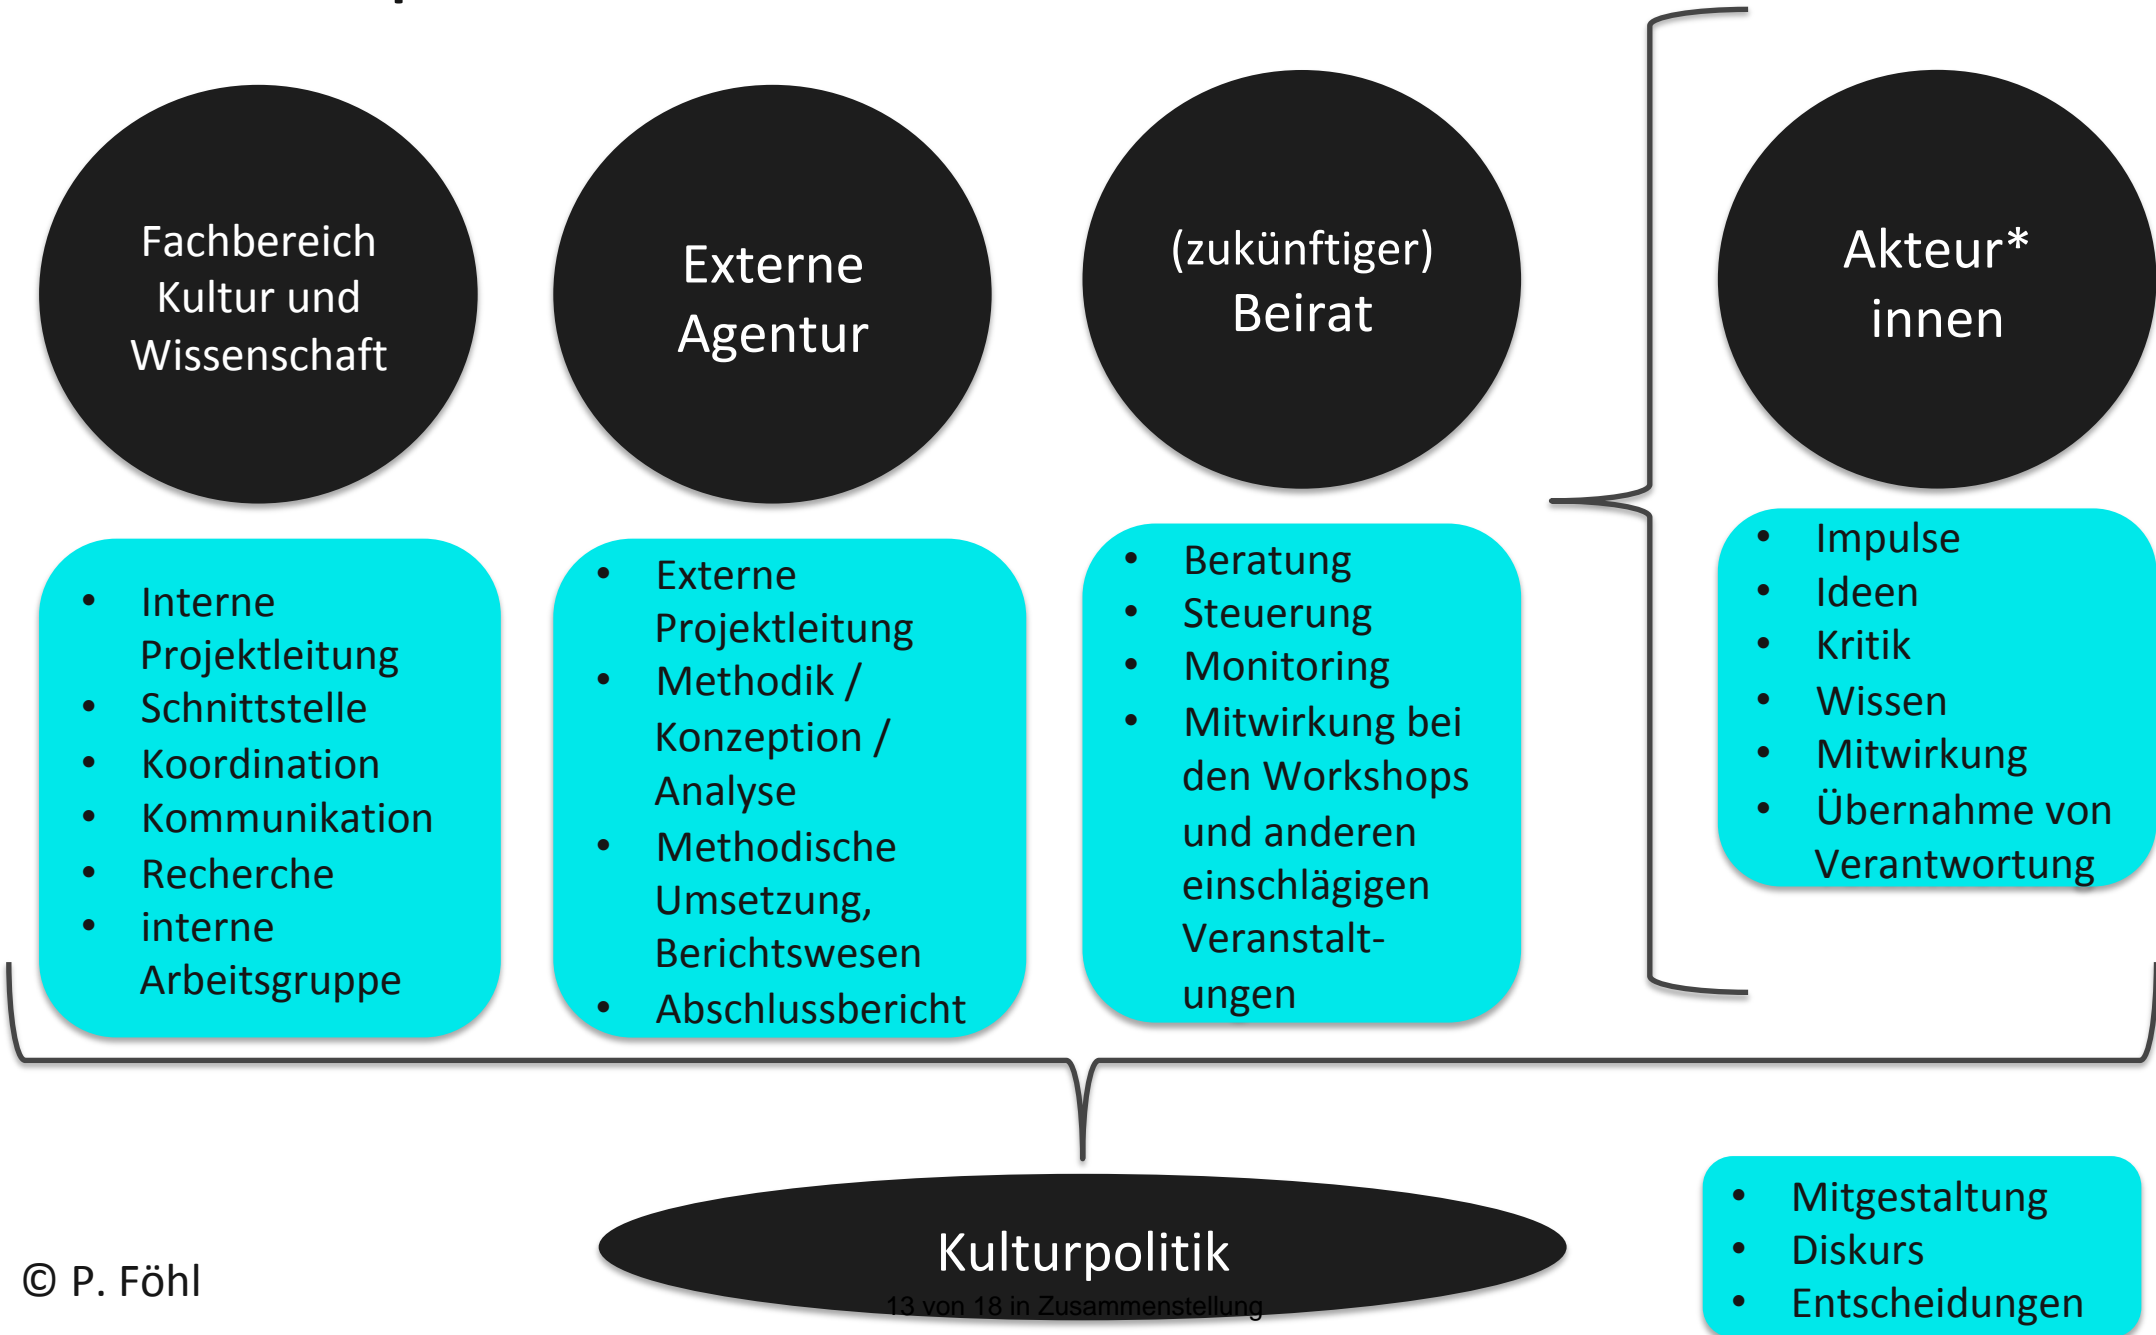 Fachbereich
Kultur und
Wissenschaft
• Interne
Projektleitung
• Schnittstelle
• Koordination
• Kommunikation
• Recherche
• interne
Arbeitsgruppe
Externe
Agentur
• Externe
Projektleitung
• Methodik /
Konzeption /
Analyse
• Methodische
Umsetzung,
Berichtswesen
• Abschlussbericht
(zukünftiger)
Beirat
• Beratung
• Steuerung
• Monitoring
• Mitwirkung bei
den Workshops
und anderen
einschlägigen
Veranstalt-
ungen
Akteur*
innen
• Impulse
• Ideen
• Kritik
• Wissen
• Mitwirkung
• Übernahme von
Verantwortung
Kulturpolitik
• Mitgestaltung
• Diskurs
• Entscheidungen
© P. Föhl
13 von 18 in Zusammenstellung